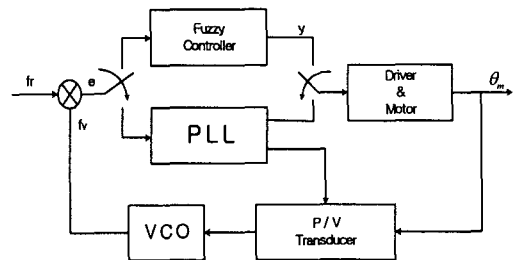 Fuzzy
Controller
y
fr
e
fv
PLL
Driver
&
Motor
θm
VCO
P / V
Transducer